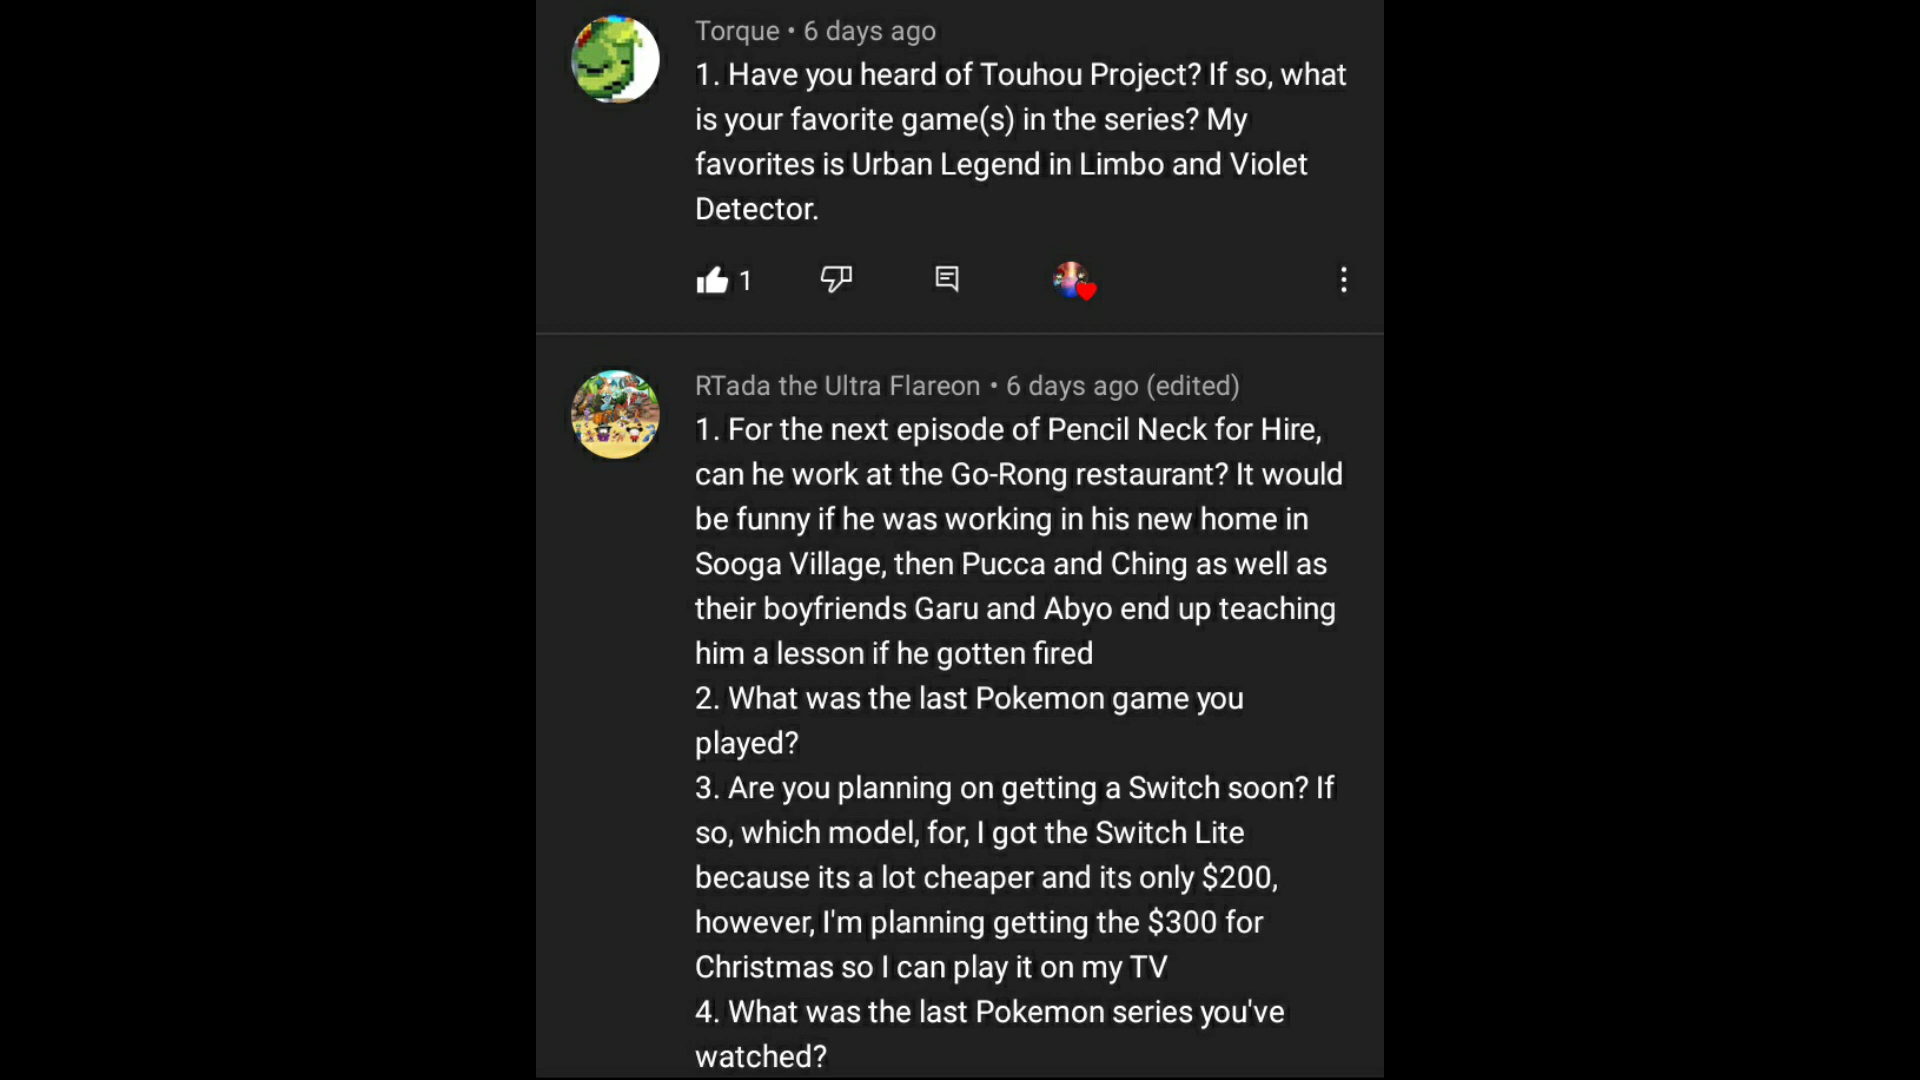 Torque • 6 days ago
1. Have you heard of Touhou Project? If so, what
is your favorite game(s) in the series? My
favorites is Urban Legend in Limbo and Violet
Detector.
1
RTada the Ultra Flareon • 6 days ago (edited)
1. For the next episode of Pencil Neck for Hire,
can he work at the Go-Rong restaurant? It would
be funny if he was working in his new home in
Sooga Village, then Pucca and Ching as well as
their boyfriends Garu and Abyo end up teaching
him a lesson if he gotten fired
2. What was the last Pokemon game you
played?
3. Are you planning on getting a Switch soon? If
so, which model, for, I got the Switch Lite
because its a lot cheaper and its only $200,
however, I'm planning getting the $300 for
Christmas so I can play it on my TV
4. What was the last Pokemon series you've
watched?